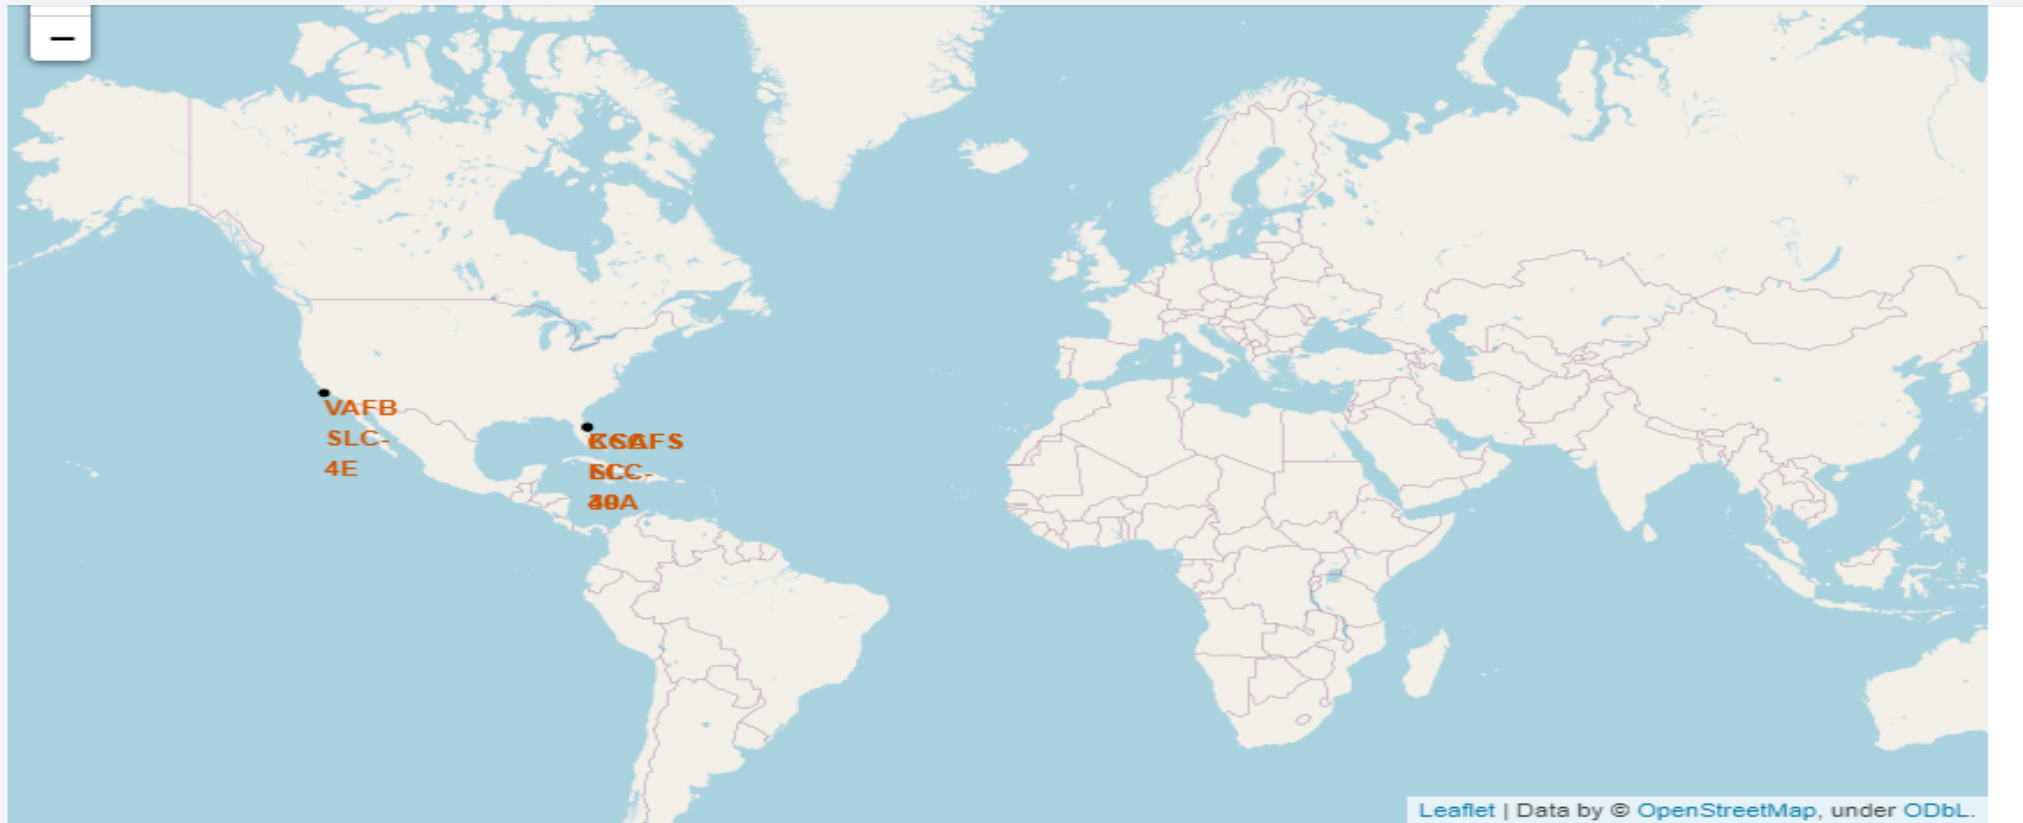 −
VAFB
SLC-
4E
Leaflet | Data by © OpenStreetMap, under ODbL.